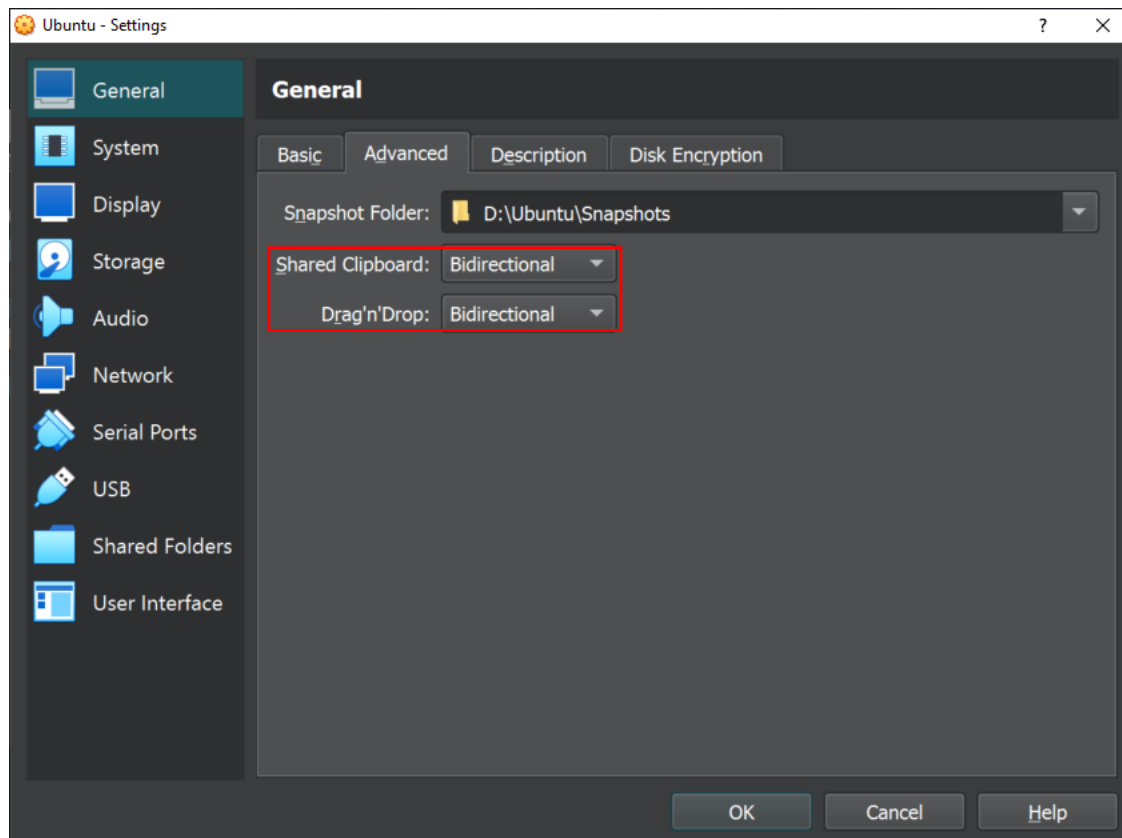 Ubuntu - Settings
?
General
System
Display
Storage
Audio
Network
Serial Ports
USB
Shared Folders
User Interface
General
Basic
Advanced
Description
Disk Encryption
Snapshot Folder: D:\Ubuntu\Snapshots
Shared Clipboard: Bidirectional
Drag'n'Drop: Bidirectional
OK
Cancel
Help